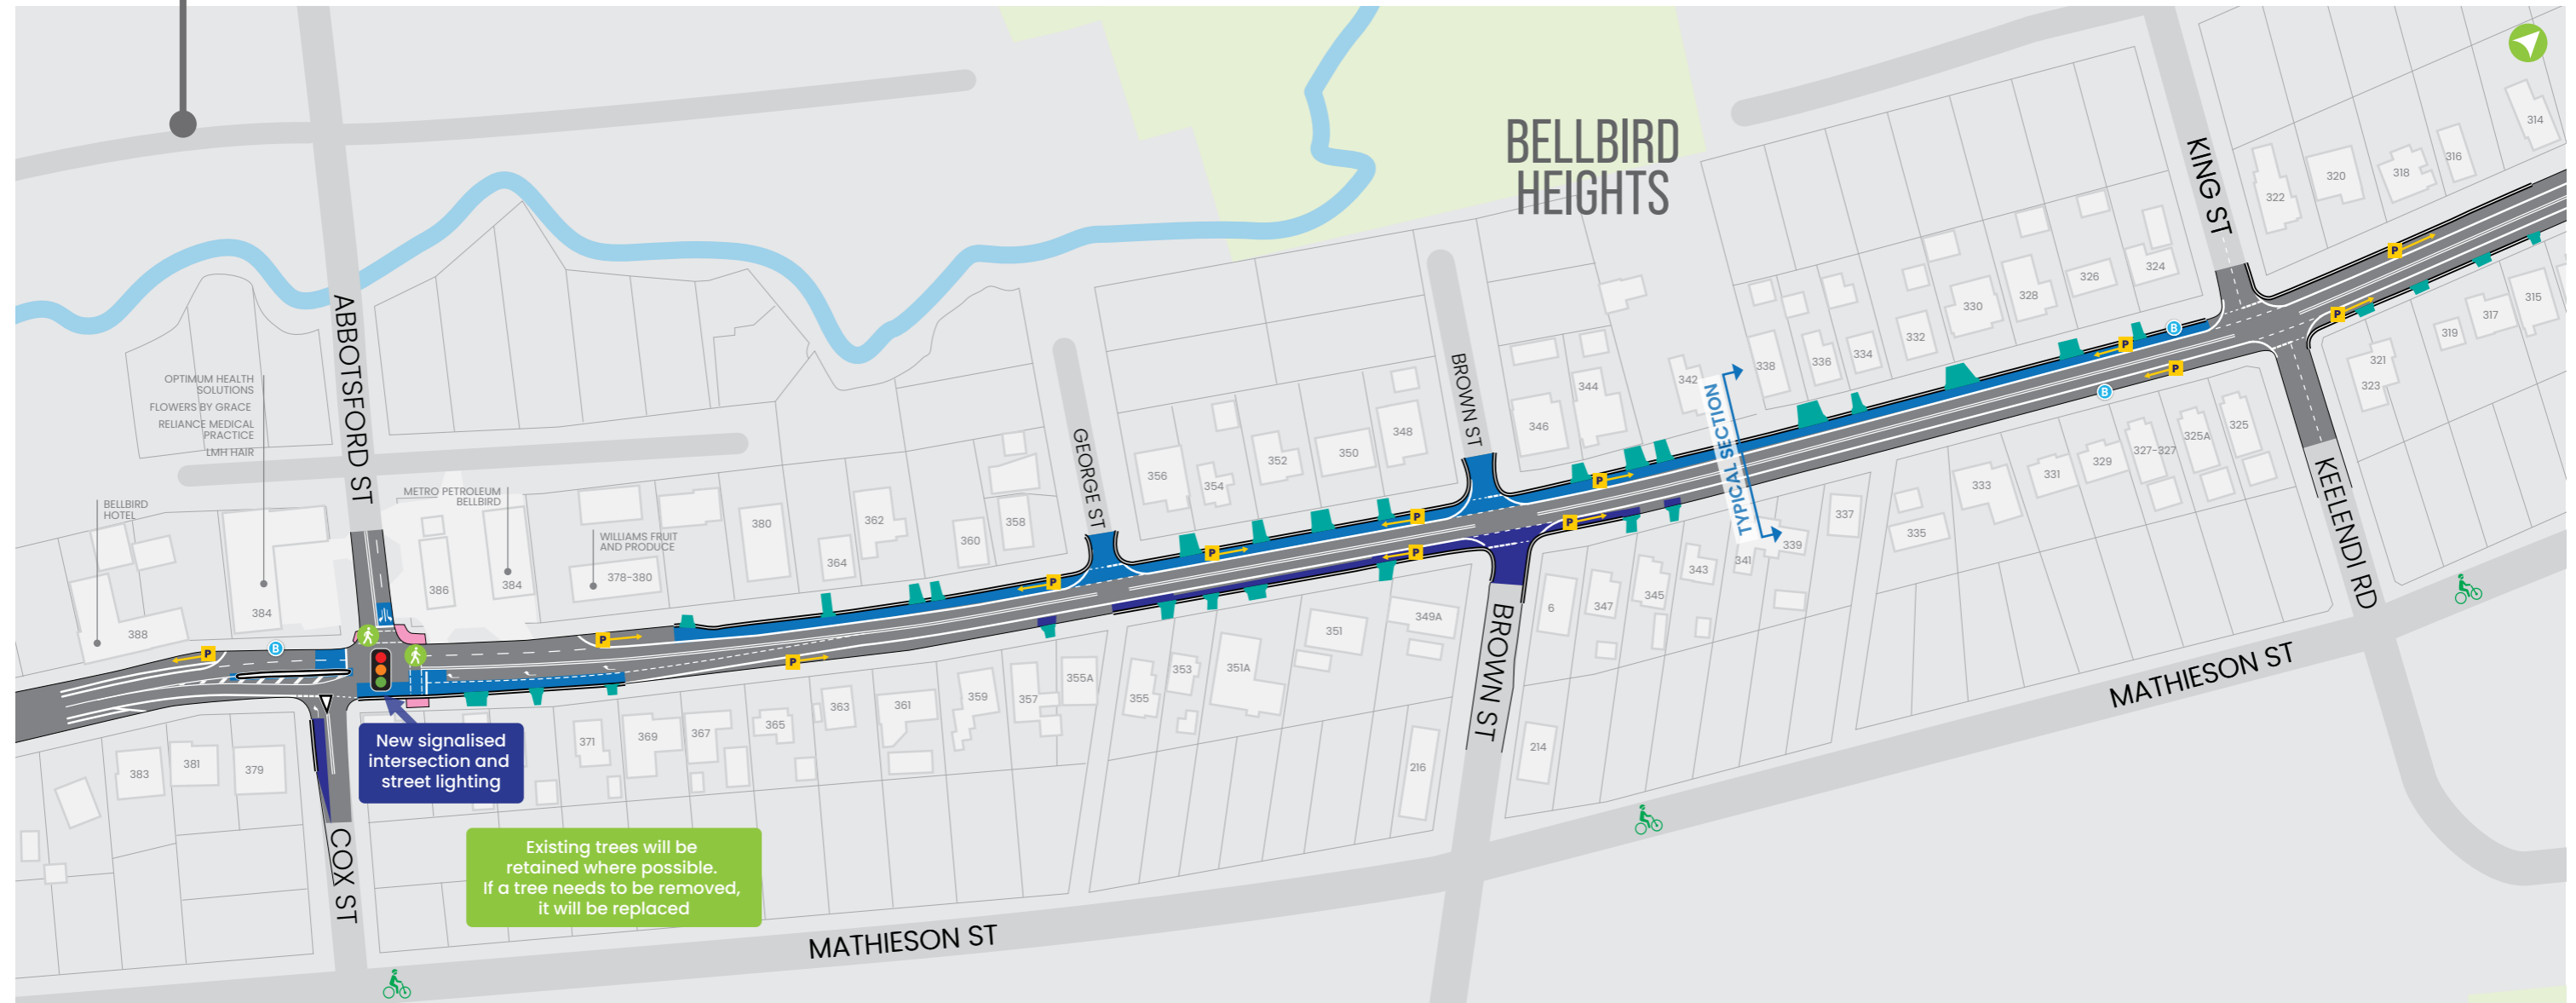 BELLBIRD
HEIGHTS
KING ST
314
316
318
320
322
324
326
328
330
332
334
336
338
342
344
346
348
350
352
354
356
358
360
362
364
380
378-380
384
386
384
388
ABBOTSFORD ST
GEORGE ST
BROWN ST
OPTIMUM HEALTH
SOLUTIONS
FLOWERS BY GRACE
RELIANCE MEDICAL
PRACTICE
LMH HAIR
BELLBIRD
HOTEL
METRO PETROLEUM
BELLBIRD
WILLIAMS FRUIT
AND PRODUCE
TYPICAL SECTION
P
P
P
P
P
P
P
P
P
P
P
P
P
B
B
B
315
317
319
321
323
325
325A
327-327
329
331
333
335
337
339
341
343
345
347
6
349A
351
351A
353
355
355A
357
359
361
363
365
367
369
371
379
381
383
214
216
KEELENDI RD
BROWN ST
COX ST
MATHIESON ST
MATHIESON ST
New signalised
intersection and
street lighting
Existing trees will be
retained where possible.
If a tree needs to be removed,
it will be replaced